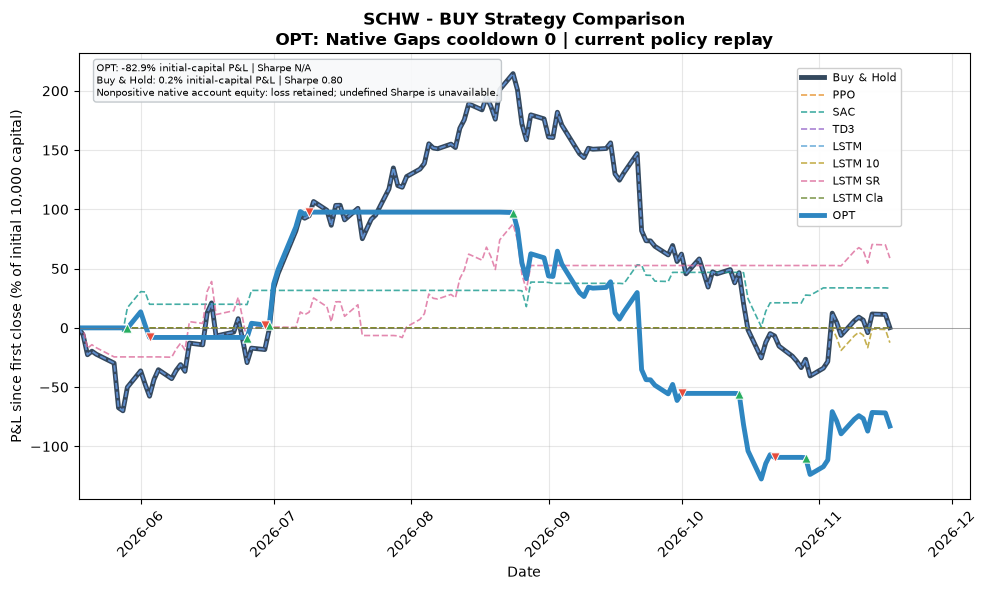 SCHW - BUY Strategy Comparison
OPT: Native Gaps cooldown 0 | current policy replay
OPT: -82.9% initial-capital P&L | Sharpe N/A
Buy & Hold: 0.2% initial-capital P&L | Sharpe 0.80
Nonpositive native account equity: loss retained; undefined Sharpe is unavailable.
Buy & Hold
PPO
SAC
TD3
LSTM
LSTM 10
LSTM SR
LSTM Cla
OPT
P&L since first close (% of initial 10,000 capital)
200
150
100
50
0
−50
−100
2026-06
2026-07
2026-08
2026-09
2026-10
2026-11
2026-12
Date